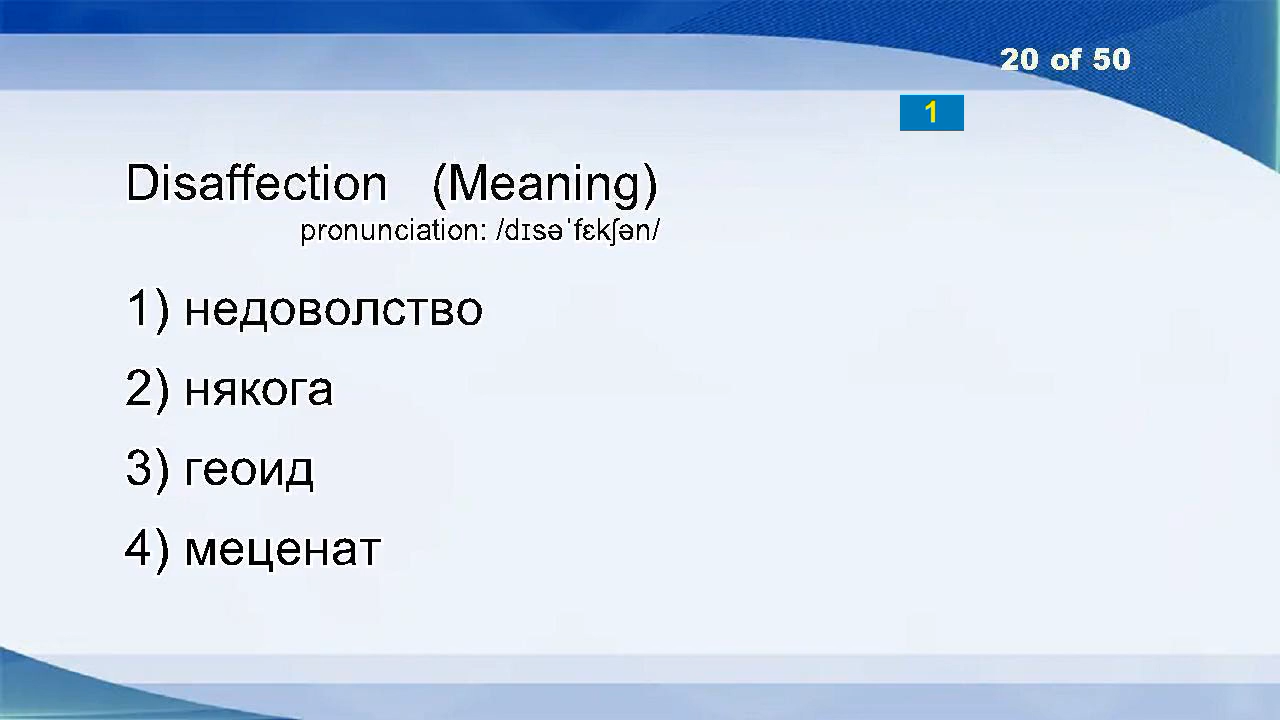 20 of 50
1
Disaffection (Meaning)
pronunciation: /dɪsəˈfɛkʃən/
1) недоволство
2) някога
3) геоид
4) меценат